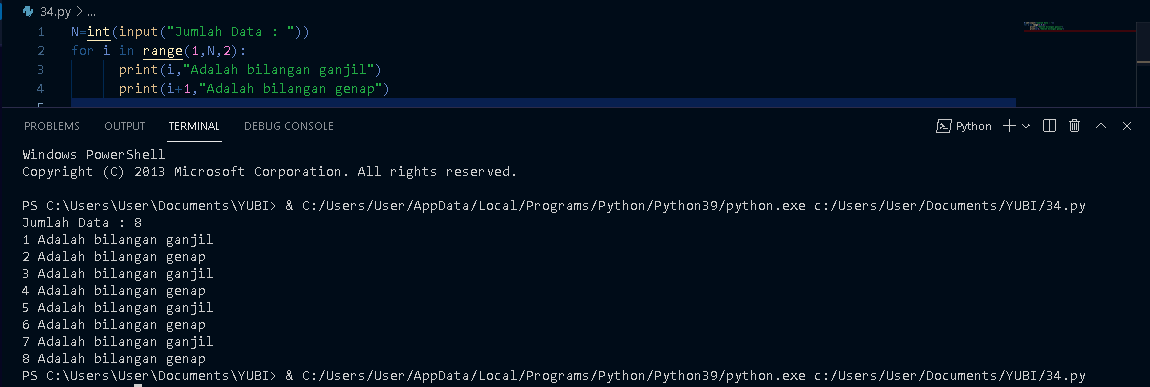 34.py > ...
1 N=int(input("Jumlah Data : "))
2 for i in range(1,N,2):
3 print(i,"Adalah bilangan ganjil")
4 print(i+1,"Adalah bilangan genap")
5
PROBLEMS OUTPUT TERMINAL DEBUG CONSOLE Python
Windows PowerShell
Copyright (C) 2013 Microsoft Corporation. All rights reserved.
PS C:\Users\User\Documents\YUBI> & C:/Users/User/AppData/Local/Programs/Python/Python39/python.exe c:/Users/User/Documents/YUBI/34.py
Jumlah Data : 8
1 Adalah bilangan ganjil
2 Adalah bilangan genap
3 Adalah bilangan ganjil
4 Adalah bilangan genap
5 Adalah bilangan ganjil
6 Adalah bilangan genap
7 Adalah bilangan ganjil
8 Adalah bilangan genap
PS C:\Users\User\Documents\YUBI> & C:/Users/User/AppData/Local/Programs/Python/Python39/python.exe c:/Users/User/Documents/YUBI/34.py